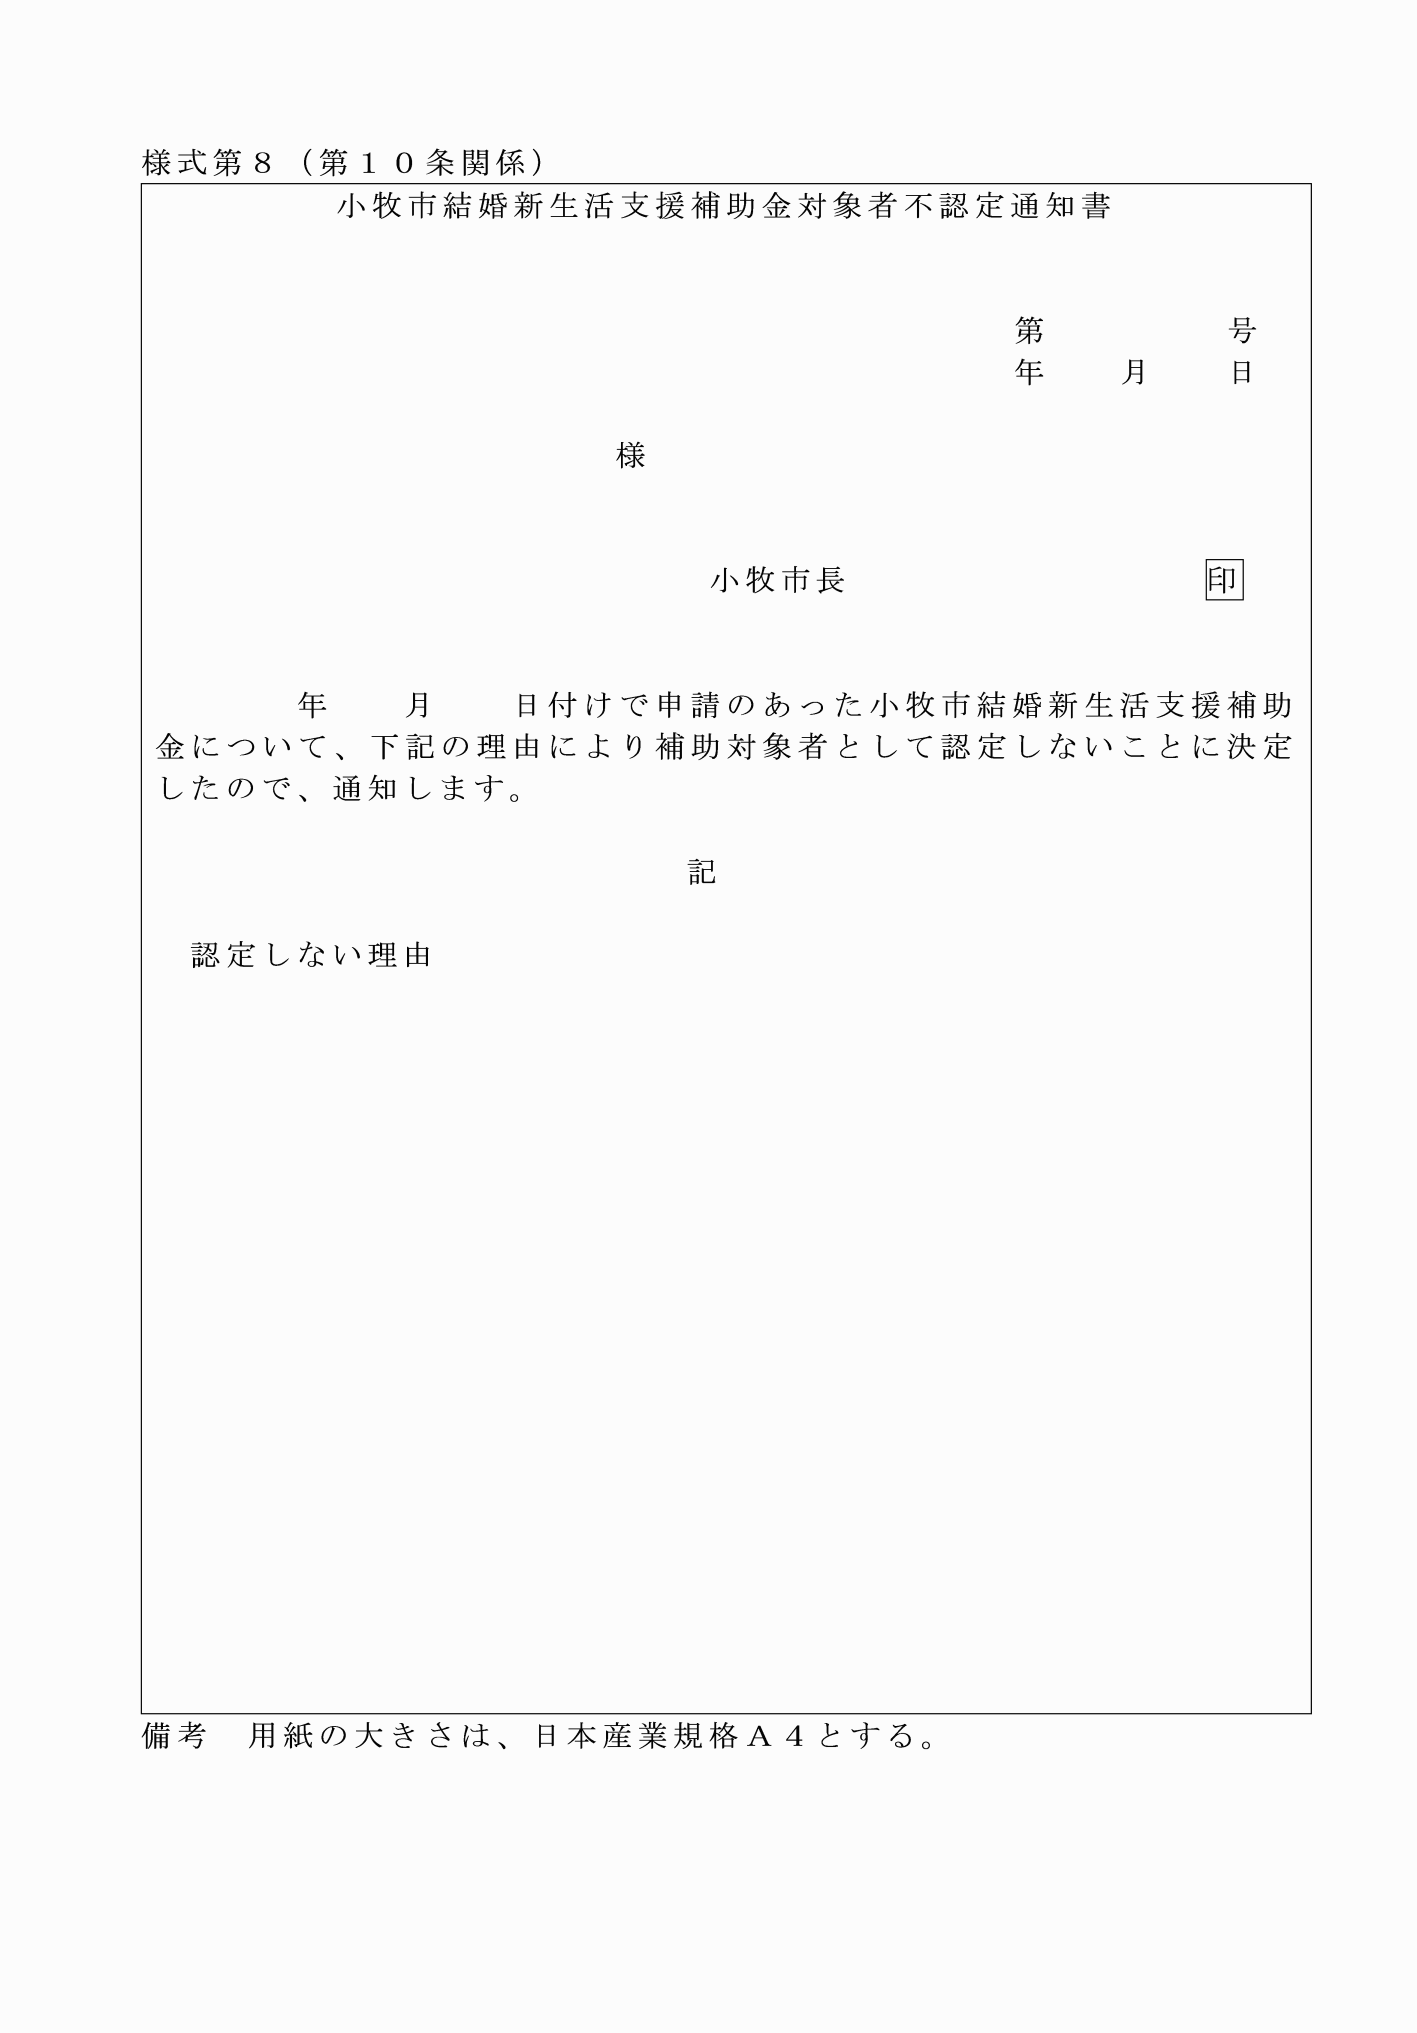 様式第８（第１０条関係）
小牧市結婚新生活支援補助金対象者不認定通知書
第　　　　　号
年　　月　　日
様
小牧市長　　　　　　　　　　印
年　　月　　日付けで申請のあった小牧市結婚新生活支援補助
金について、下記の理由により補助対象者として認定しないことに決定
したので、通知します。
記
認定しない理由
備考　用紙の大きさは、日本産業規格Ａ４とする。